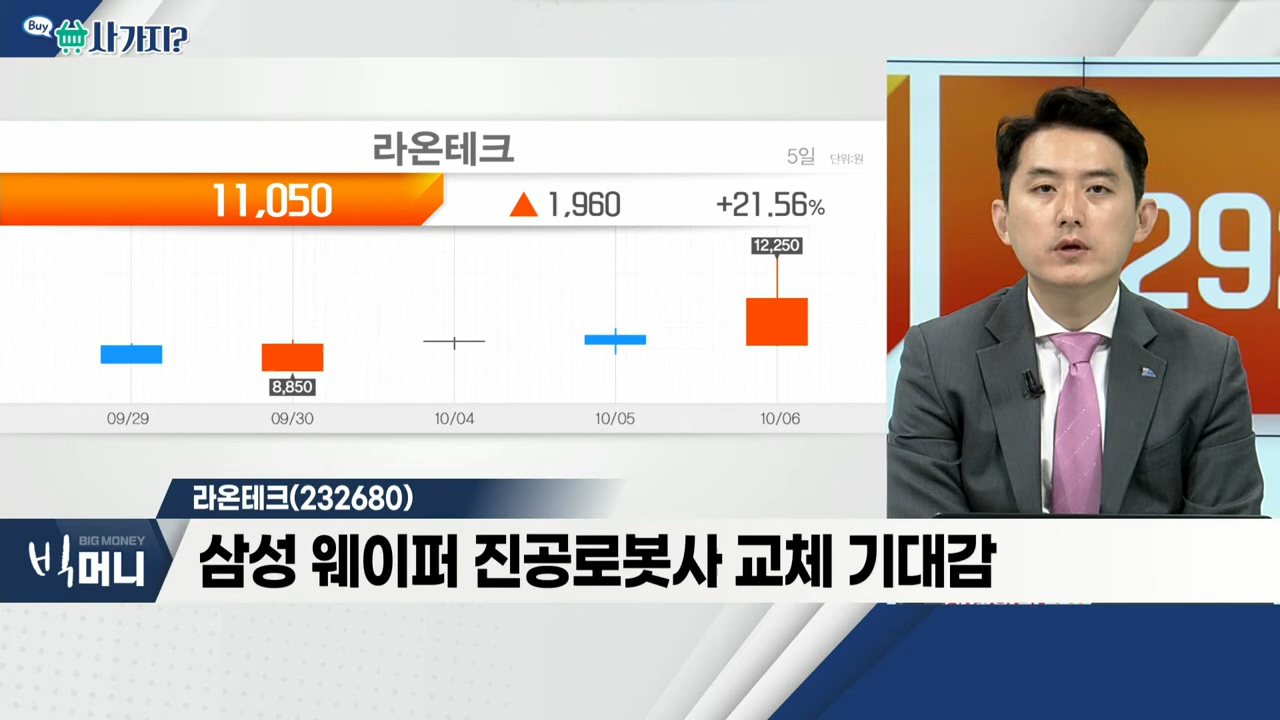 Buy 사 가지?
라온테크
5일 단위:원
11,050 ▲ 1,960 +21.56%
12,250
8,850
09/29 09/30 10/04 10/05 10/06
29
라온테크(232680)
BIG MONEY
빅머니
삼성 웨이퍼 진공로봇사 교체 기대감